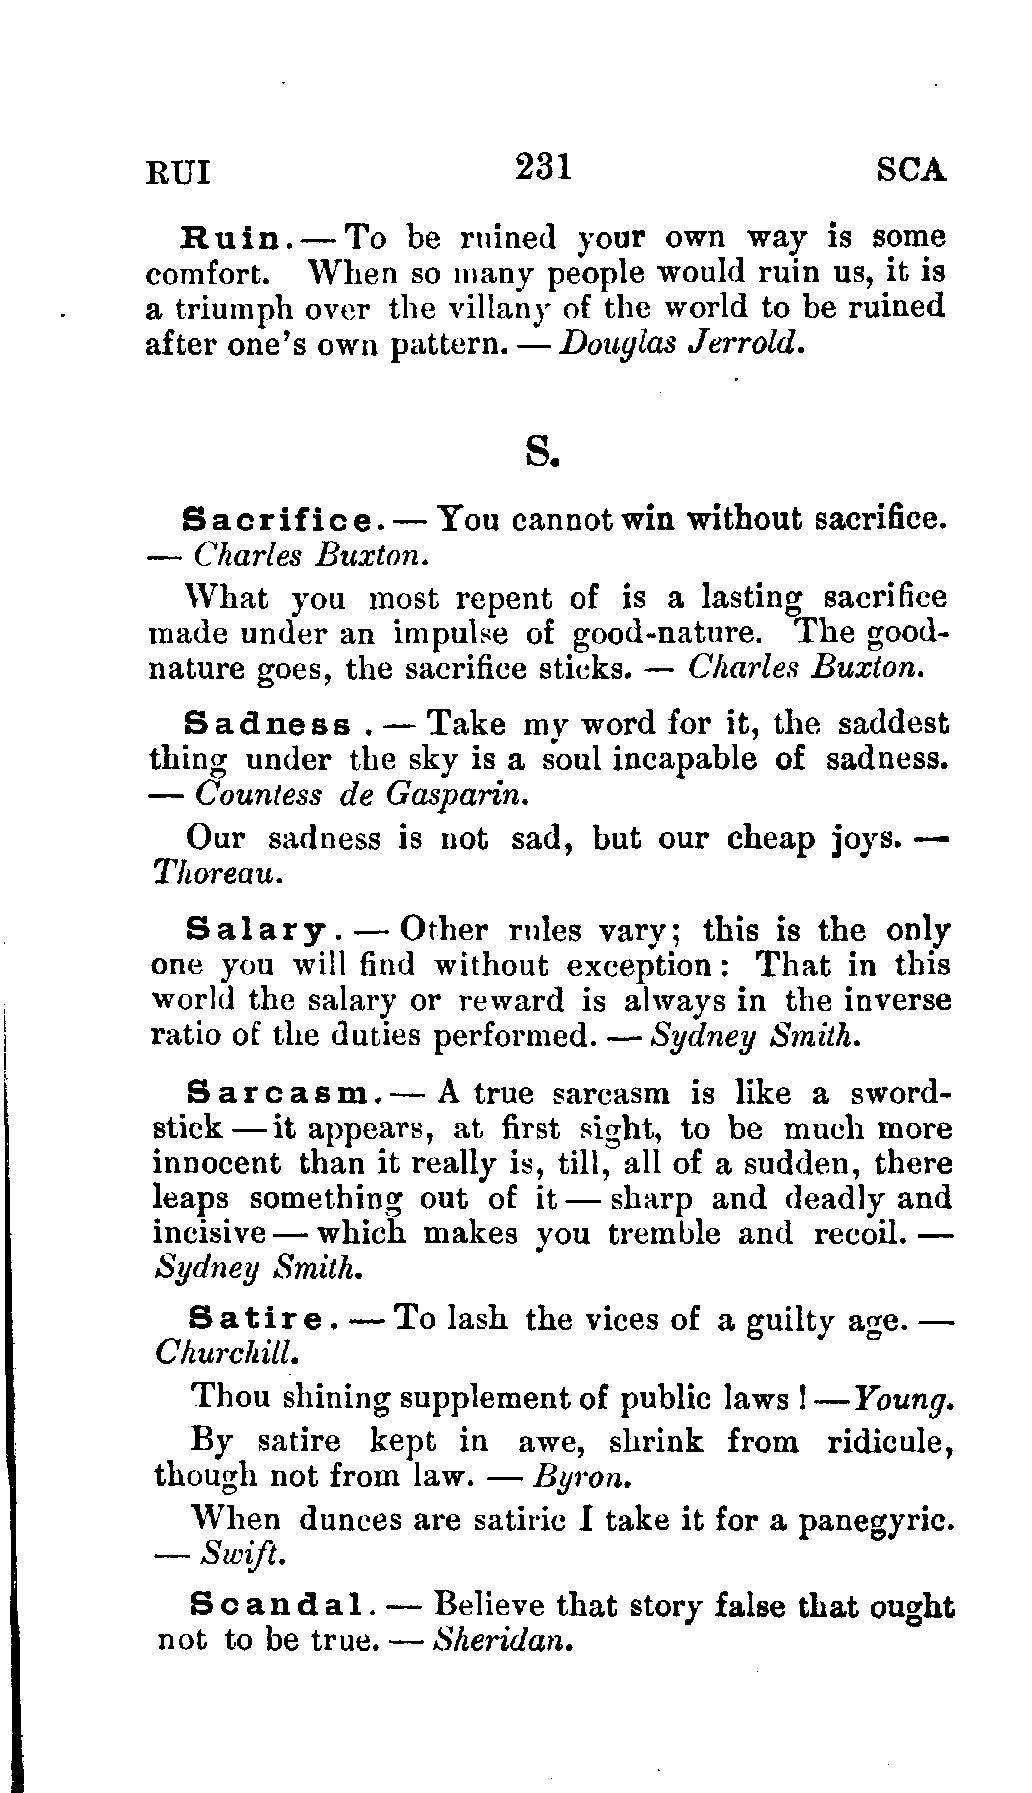 RUI 231 SCA
Ruin. — To be ruined your own way is some
comfort. When so many people would ruin us, it is
a triumph over the villany of the world to be ruined
after one's own pattern. — Douglas Jerrold.
S.
Sacrifice. — You cannot win without sacrifice.
— Charles Buxton.
What you most repent of is a lasting sacrifice
made under an impulse of good-nature. The good-
nature goes, the sacrifice sticks. — Charles Buxton.
Sadness . — Take my word for it, the saddest
thing under the sky is a soul incapable of sadness.
— Countess de Gasparin.
Our sadness is not sad, but our cheap joys. —
Thoreau.
Salary. — Other rules vary; this is the only
one you will find without exception: That in this
world the salary or reward is always in the inverse
ratio of the duties performed. — Sydney Smith.
Sarcasm. — A true sarcasm is like a sword-
stick — it appears, at first sight, to be much more
innocent than it really is, till, all of a sudden, there
leaps something out of it — sharp and deadly and
incisive — which makes you tremble and recoil. —
Sydney Smith.
Satire. — To lash the vices of a guilty age. —
Churchill.
Thou shining supplement of public laws! — Young.
By satire kept in awe, shrink from ridicule,
though not from law. — Byron.
When dunces are satiric I take it for a panegyric.
— Swift.
Scandal. — Believe that story false that ought
not to be true. — Sheridan.